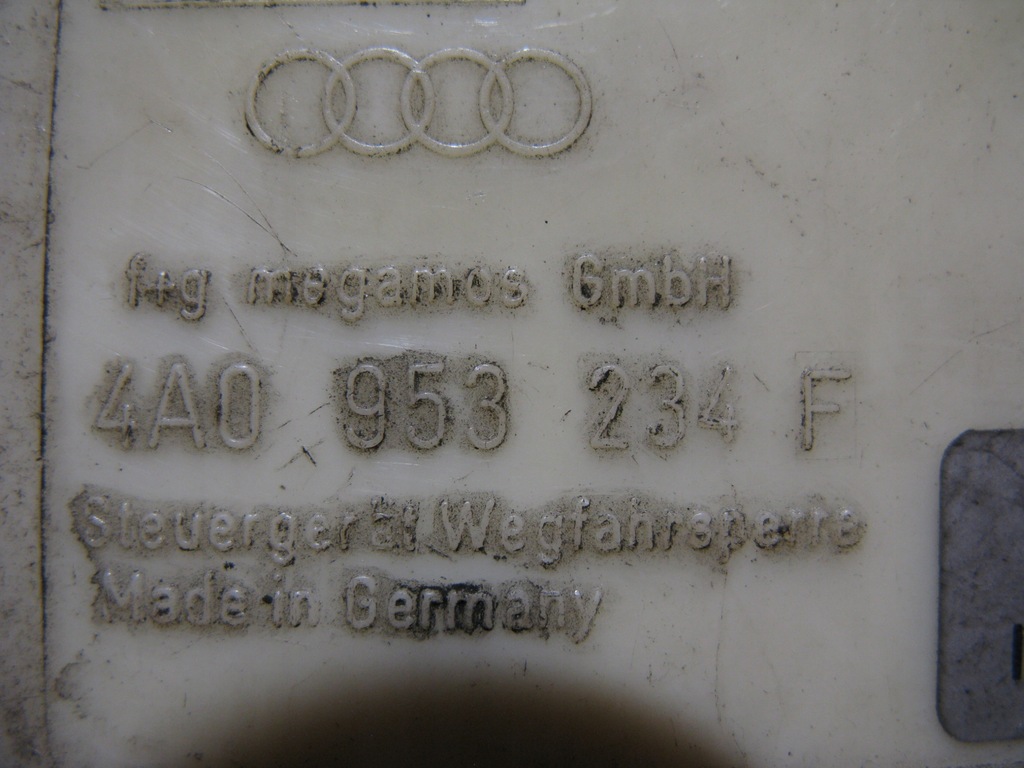 f+g megamos GmbH
4A0 953 234 F
Steuergerät Wegfahrsperre
Made in Germany